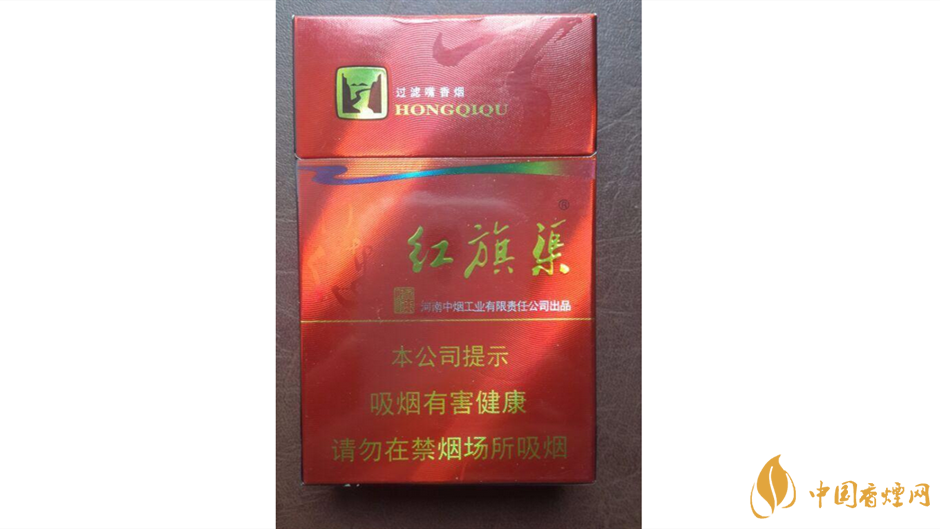 过滤嘴香烟
HONGQIQU
®
红旗渠
河南中烟工业有限责任公司出品
本公司提示
吸烟有害健康
请勿在禁烟场所吸烟
中国香煙网